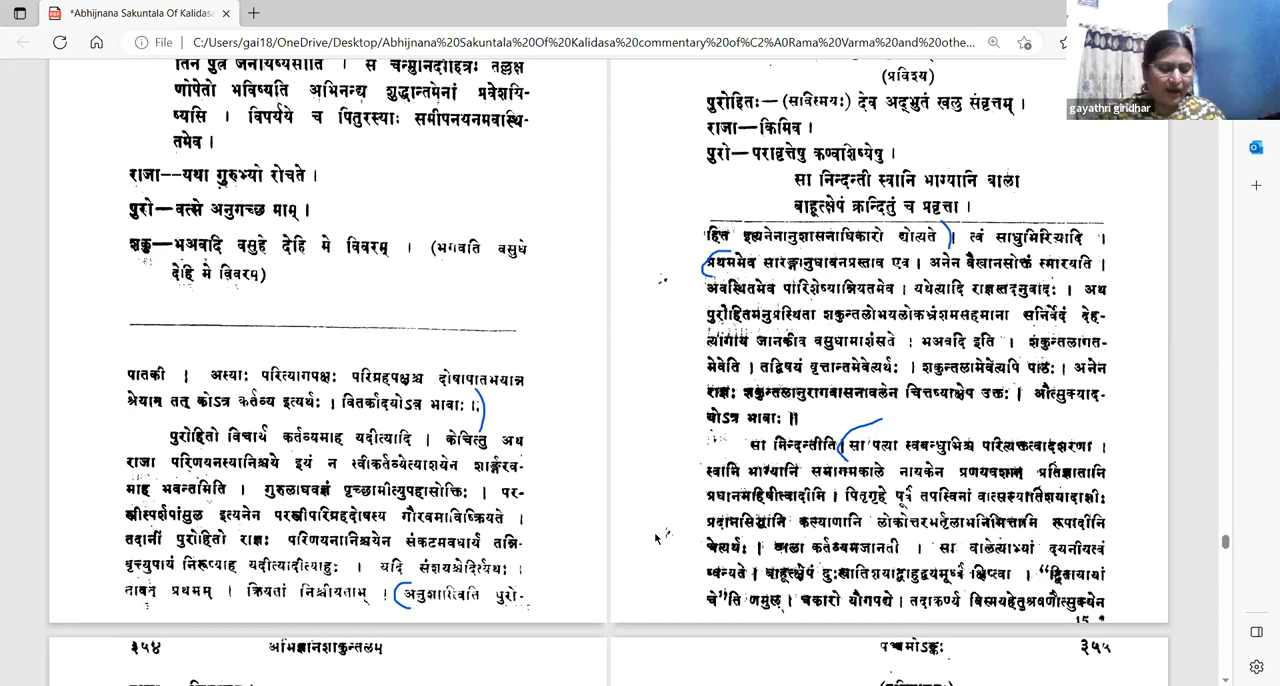 *Abhijnana Sakuntala Of Kalidasa
File
C:/Users/gai18/OneDrive/Desktop/Abhijnana%20Sakuntala%20Of%20Kalidasa%20commentary%20of%C2%A0Rama%20Varma%20and%20othe...
gayathri giridhar
तिन पुत्रं जनयिष्यसीति । स चेन्मुनिदौहित्रः तल्लक्ष
णोपेतो भविष्यति अभिनन्द्य शुद्धान्तमेनां प्रवेशयि-
ष्यसि । विपर्यये च पितुरस्याः समीपनयनमवस्थि-
तमेव ।
राजा--यथा गुरुभ्यो रोचते ।
पुरो—वत्से अनुगच्छ माम् ।
शकु—भअवदि वसुहे देहि मे विवरम् । (भगवति वसुधे
देहि मे विवरम्)
पातकी । अस्याः परित्यागपक्षः परिग्रहपक्षश्च दोषापातभयान्न
श्रेयान् तत् कोऽत्र कर्तव्य इत्यर्थः । वितर्कादयोऽत्र भावाः ।
पुरोहितो विचार्य कर्तव्यमाह यदीत्यादि । केचित्तु अथ
राजा परिणयनस्यानिश्चये इयं न स्वीकर्तव्येत्याशयेन शार्ङ्गरव-
माह भवन्तमिति । गुरुलाघवज्ञं पृच्छामीत्युपहासोक्तिः । पर-
स्त्रीस्पर्शपांसुल इत्यनेन परस्त्रीपरिग्रहदोषस्य गौरवमाविष्क्रियते ।
तदानीं पुरोहितो राज्ञः परिणयनानिश्चयेन संकटमवधार्य तन्नि-
वृत्त्युपायं निरूप्याह यदीत्यादीत्याहुः । यदि संशयश्चेदित्यर्थः ।
तावत् प्रथमम् । क्रियतां निश्चीयताम् । अनुशास्त्विति पुरो-
(प्रविश्य)
पुरोहितः—(सविस्मयः) देव अद्भुतं खलु संवृत्तम् ।
राजा—किमिव ।
पुरो—परावृत्तेषु कण्वशिष्येषु ।
सा निन्दन्ती स्वानि भाग्यानि बाला
बाहूत्क्षेपं क्रन्दितुं च प्रवृत्ता ।
हित इत्यनेनानुशासनाधिकारो द्योत्यते । त्वं साधुभिरित्यादि ।
प्रथममेव सारङ्गानुधावनप्रस्ताव एव । अनेन वैखानसोक्तं स्मारयति ।
अवस्थितमेव पारिशेष्यान्नियतमेव । यथेत्यादि राज्ञस्तदनुवादः । अथ
पुरोहितमनुप्रस्थिता शकुन्तलोभयलोकभ्रंशमसहमाना सनिर्वेदं देह-
त्यागाय जानकीव वसुधामाशंसते । भअवदि इति । शकुन्तलागत-
मेवेति । तद्विषयं वृत्तान्तमेवेत्यर्थः । शकुन्तलामेवेत्यपि पाठः । अनेन
राज्ञः शकुन्तलानुरागवासनाबलेन चित्तव्याक्षेप उक्तः । औत्सुक्याद-
योऽत्र भावाः ॥
सा निन्दन्तीति । सा पत्या स्वबन्धुभिश्च परित्यक्तत्वादशरणा ।
स्वानि भाग्यानि समागमकाले नायकेन प्रणयवशात् प्रतिज्ञातानि
प्रधानमहिषीत्वादीनि । पितृगृहे पूर्वं तपस्विनां वात्सल्यातिशयादाशीः-
प्रदानसिद्धानि कल्याणानि लोकोत्तरभर्तृलाभनिमित्तानि रूपादीनि
चेत्यर्थः । बाला कर्तव्यमजानती । सा बालेत्याभ्यां दयनीयत्वं
ध्वन्यते । बाहूत्क्षेपं दुःखातिशयाद्बाहुद्वयमूर्ध्वं क्षिप्त्वा । "द्वितीयायां
चे"ति णमुल् । चकारो यौगपद्ये । तदाकर्ण्य विस्मयहेतुश्रवणौत्सुक्येन
15 *
३५४ अभिज्ञानशाकुन्तलम्
पञ्चमोऽङ्कः ३५५